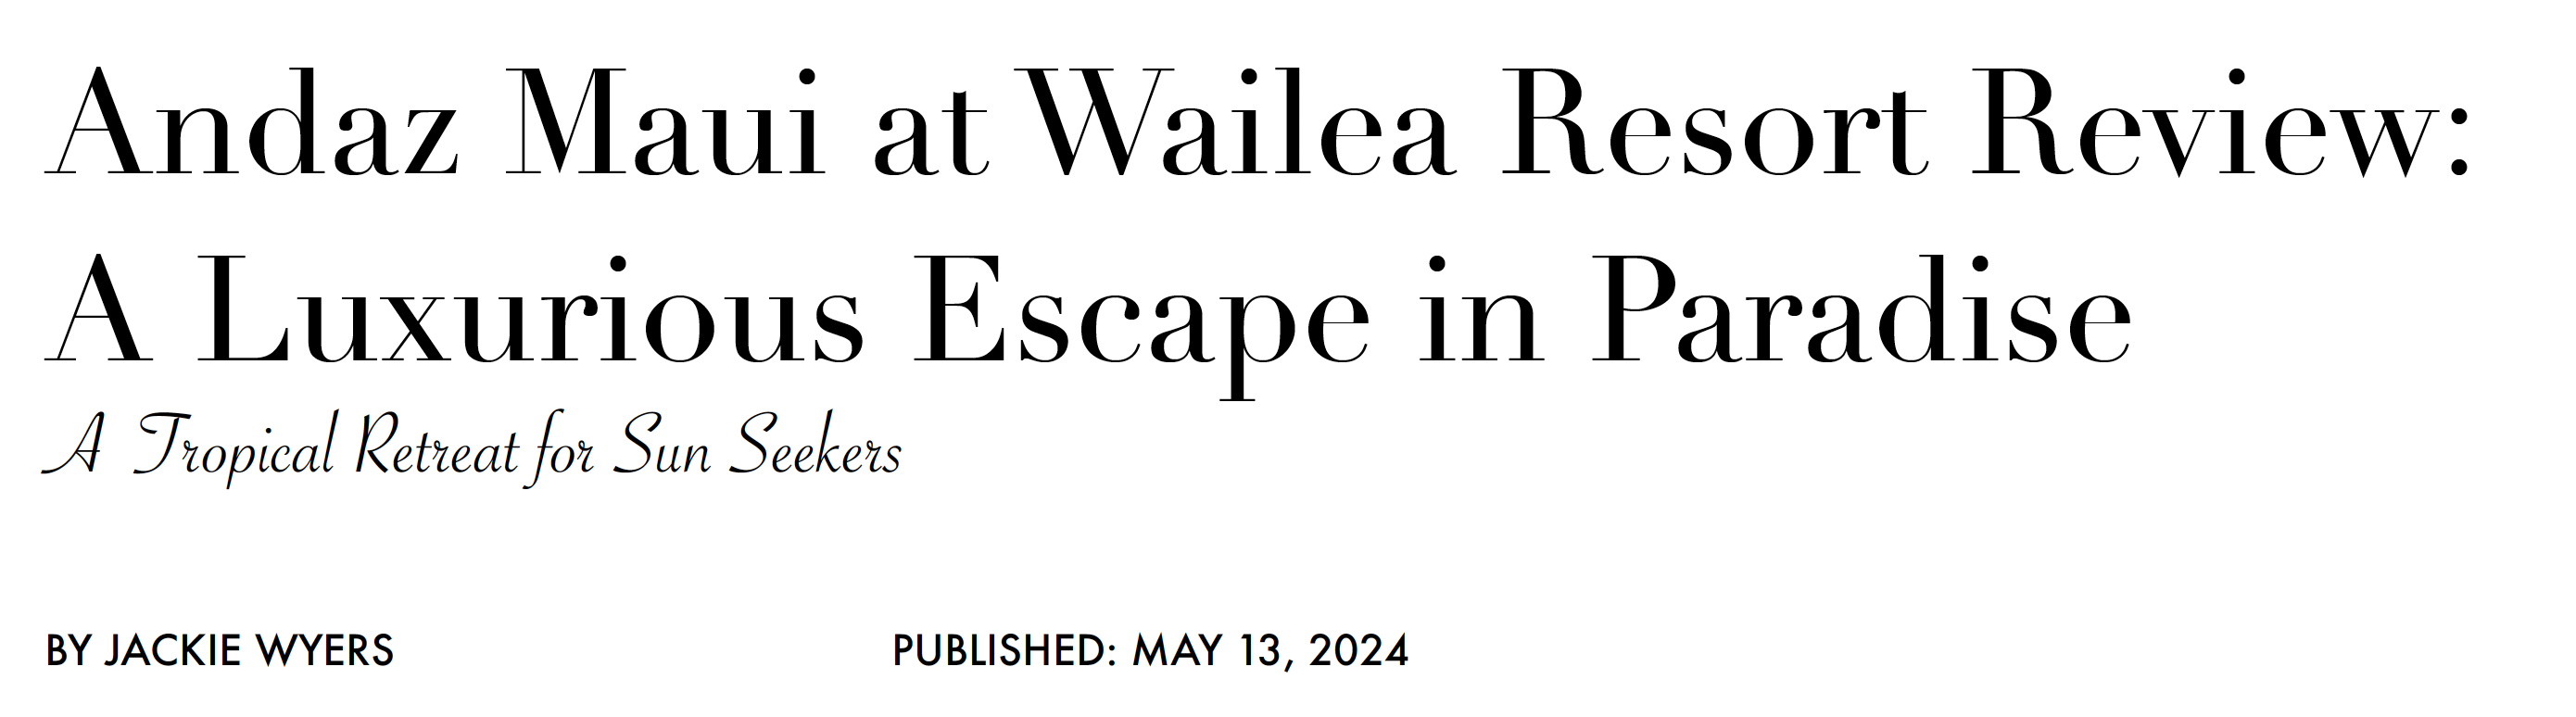 Andaz Maui at Wailea Resort Review:
A Luxurious Escape in Paradise
A Tropical Retreat for Sun Seekers
BY JACKIE WYERS
PUBLISHED: MAY 13, 2024